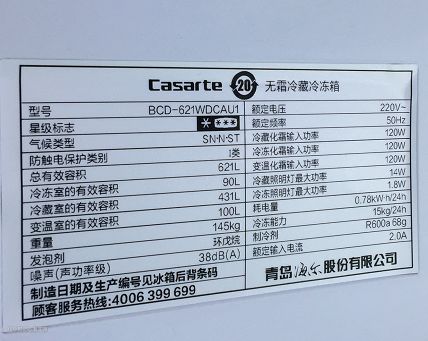 Casarte 20 无霜冷藏冷冻箱
型号 BCD-621WDCAU1
星级标志 * ***
气候类型 SN·N·ST
防触电保护类别 I类
总有效容积 621L
冷冻室的有效容积 90L
冷藏室的有效容积 431L
变温室的有效容积 100L
重量 145kg
发泡剂 环戊烷
噪声(声功率级) 38dB(A)
制造日期及生产编号见冰箱后背条码
顾客服务热线:4006 399 699
额定电压 220V~
额定频率 50Hz
冷藏化霜输入功率 120W
冷冻化霜输入功率 120W
变温化霜输入功率 120W
冷藏照明灯最大功率 14W
冷冻照明灯最大功率 1.8W
耗电量 0.78kW·h/24h
冷冻能力 15kg/24h
制冷剂 R600a 68g
额定输入电流 2.0A
青岛海尔股份有限公司